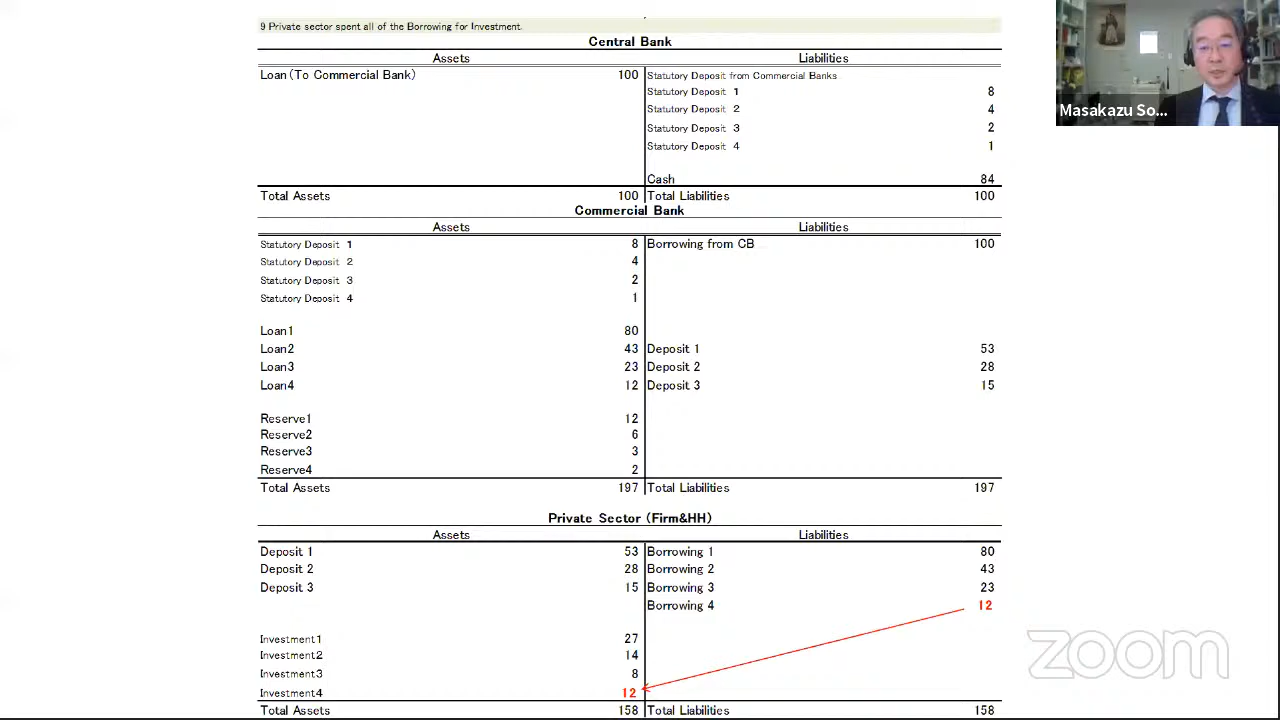 9 Private sector spent all of the Borrowing for Investment.
Central Bank
Assets Liabilities
Loan(To Commercial Bank) 100 Statutory Deposit from Commercial Banks
Statutory Deposit 1 8
Statutory Deposit 2 4
Statutory Deposit 3 2
Statutory Deposit 4 1
Cash 84
Total Assets 100 Total Liabilities 100
Commercial Bank
Assets Liabilities
Statutory Deposit 1 8 Borrowing from CB 100
Statutory Deposit 2 4
Statutory Deposit 3 2
Statutory Deposit 4 1
Loan1 80
Loan2 43 Deposit 1 53
Loan3 23 Deposit 2 28
Loan4 12 Deposit 3 15
Reserve1 12
Reserve2 6
Reserve3 3
Reserve4 2
Total Assets 197 Total Liabilities 197
Private Sector (Firm&HH)
Assets Liabilities
Deposit 1 53 Borrowing 1 80
Deposit 2 28 Borrowing 2 43
Deposit 3 15 Borrowing 3 23
Borrowing 4 12
Investment1 27
Investment2 14
Investment3 8
Investment4 12
Total Assets 158 Total Liabilities 158
Masakazu So...
zoom